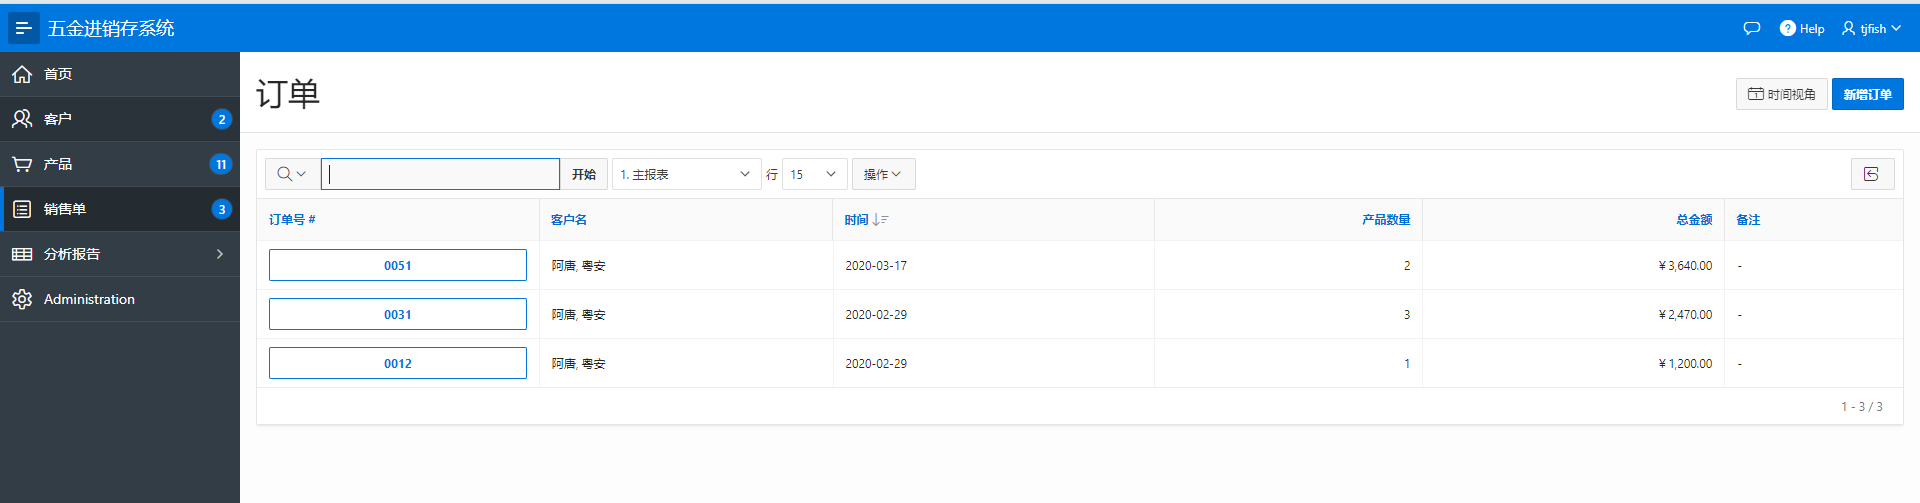 五金进销存系统
Help
tjfish
首页
客户 2
产品 11
销售单 3
分析报告
Administration
订单
1 时间视角
新增订单
开始 1. 主报表 行 15 操作
订单号 # 客户名 时间 产品数量 总金额 备注
0051 阿唐, 粤安 2020-03-17 2 ¥3,640.00 -
0031 阿唐, 粤安 2020-02-29 3 ¥2,470.00 -
0012 阿唐, 粤安 2020-02-29 1 ¥1,200.00 -
1 - 3 / 3